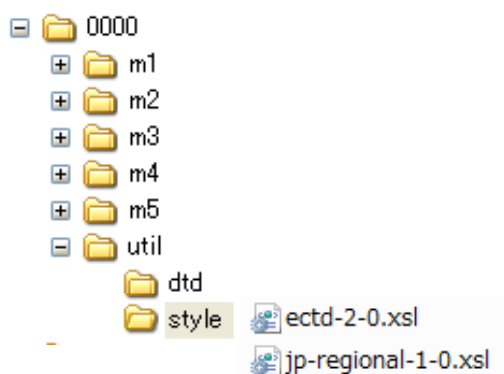 0000
m1
m2
m3
m4
m5
util
dtd
style ectd-2-0.xsl
jp-regional-1-0.xsl